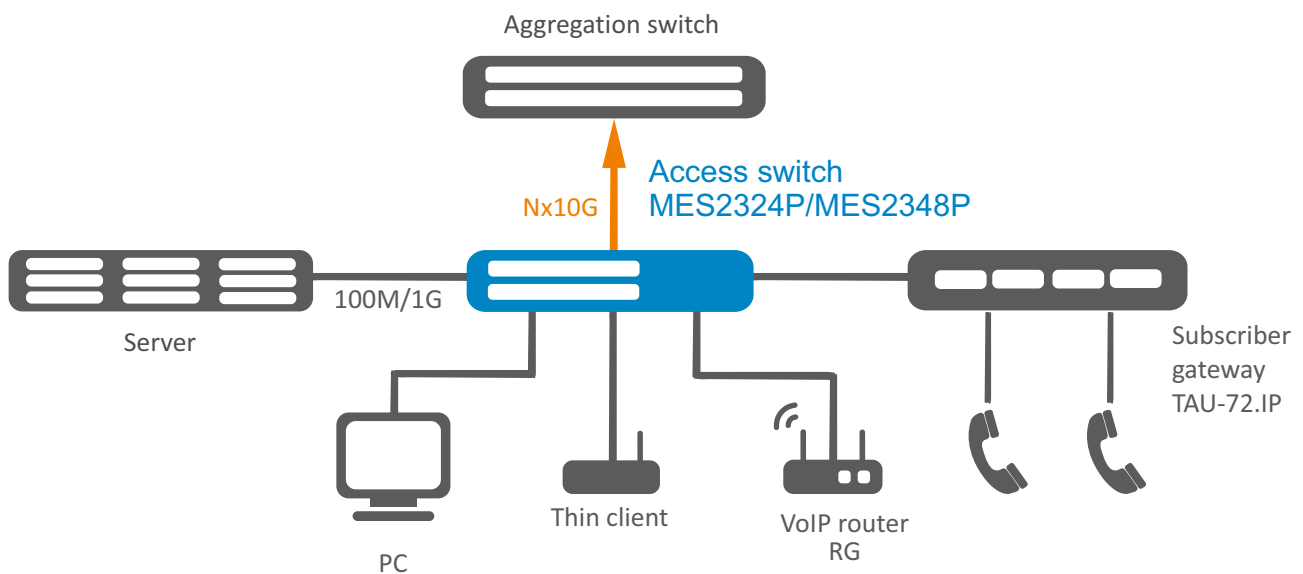 Aggregation switch
Access switch
MES2324P/MES2348P
Nx10G
100M/1G
Server
Subscriber
gateway
TAU-72.IP
Thin client
VoIP router
RG
PC